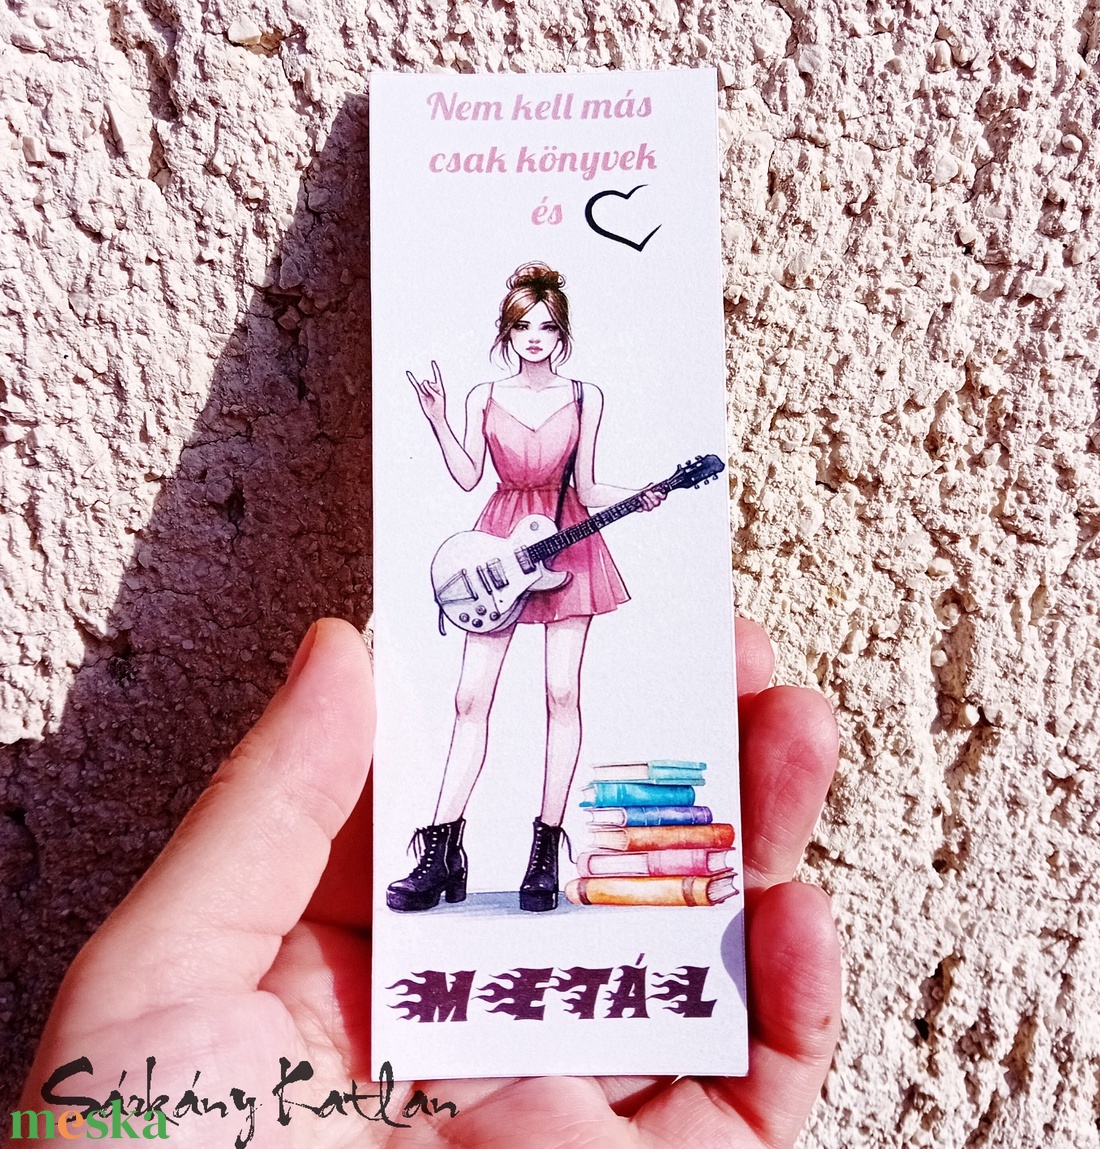 Nem kell más
csak könyvek
és
METÁL
Sárkány Katlan
meska